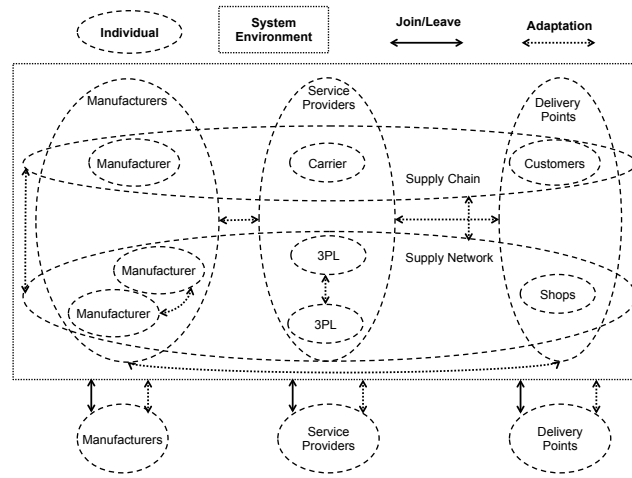 Individual
System
Environment
Join/Leave
Adaptation
Manufacturers
Service
Providers
Delivery
Points
Manufacturer
Carrier
Customers
Supply Chain
Supply Network
Manufacturer
3PL
Manufacturer
3PL
Shops
Manufacturers
Service
Providers
Delivery
Points